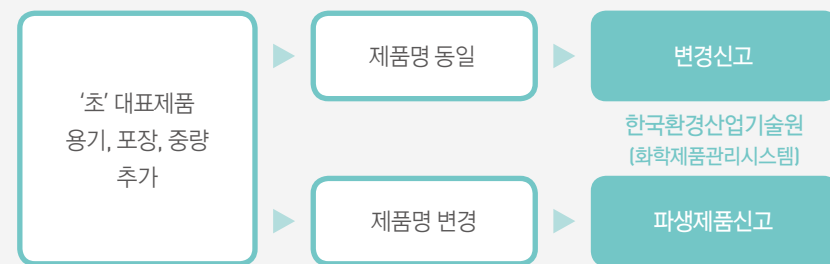 '초' 대표제품
용기, 포장, 중량
추가
제품명 동일
변경신고
한국환경산업기술원
(화학제품관리시스템)
제품명 변경
파생제품신고